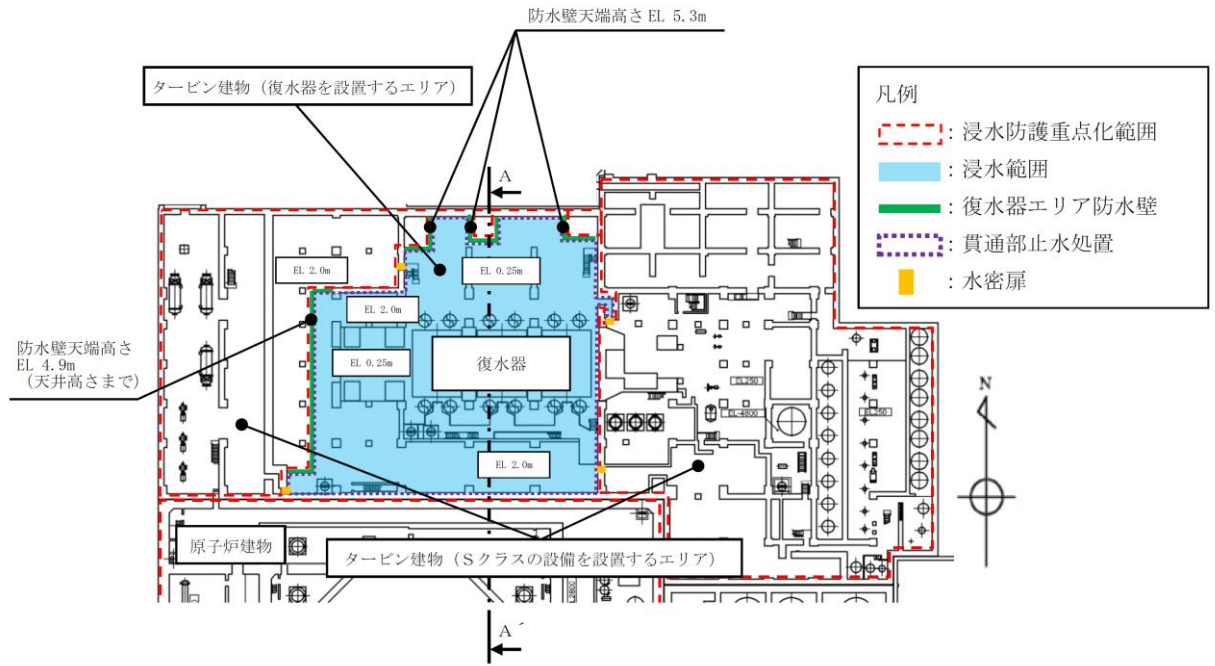 防水壁天端高さ EL 5.3m
タービン建物（復水器を設置するエリア）
凡例
：浸水防護重点化範囲
：浸水範囲
：復水器エリア防水壁
：貫通部止水処置
：水密扉
A
EL 2.0m
EL 0.25m
EL 2.0m
防水壁天端高さ
EL 4.9m
（天井高さまで）
EL 0.25m
復水器
N
EL250
EL-4800
EL250
EL 2.0m
原子炉建物
タービン建物（Sクラスの設備を設置するエリア）
A´